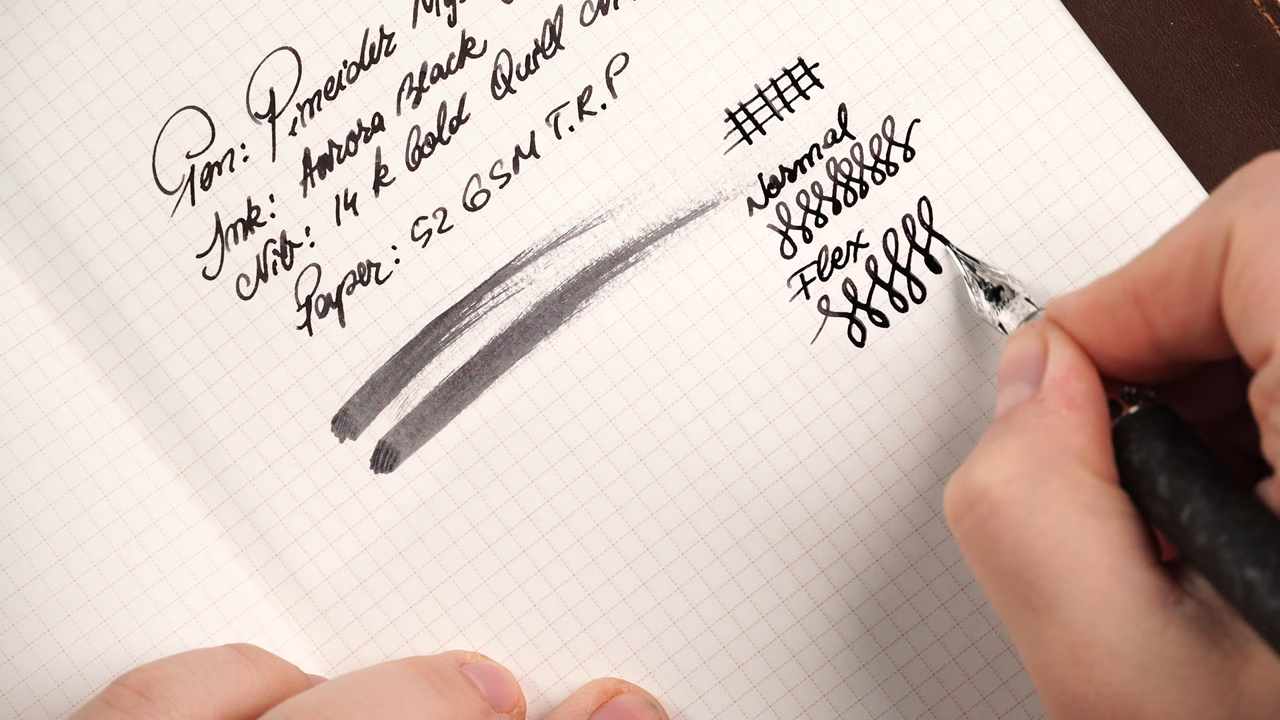 Pen: Pineider
Ink: Aurora Black
Nib: 14 k Gold Quill
Paper: 52 GSM T.R.P
Normal
Flex